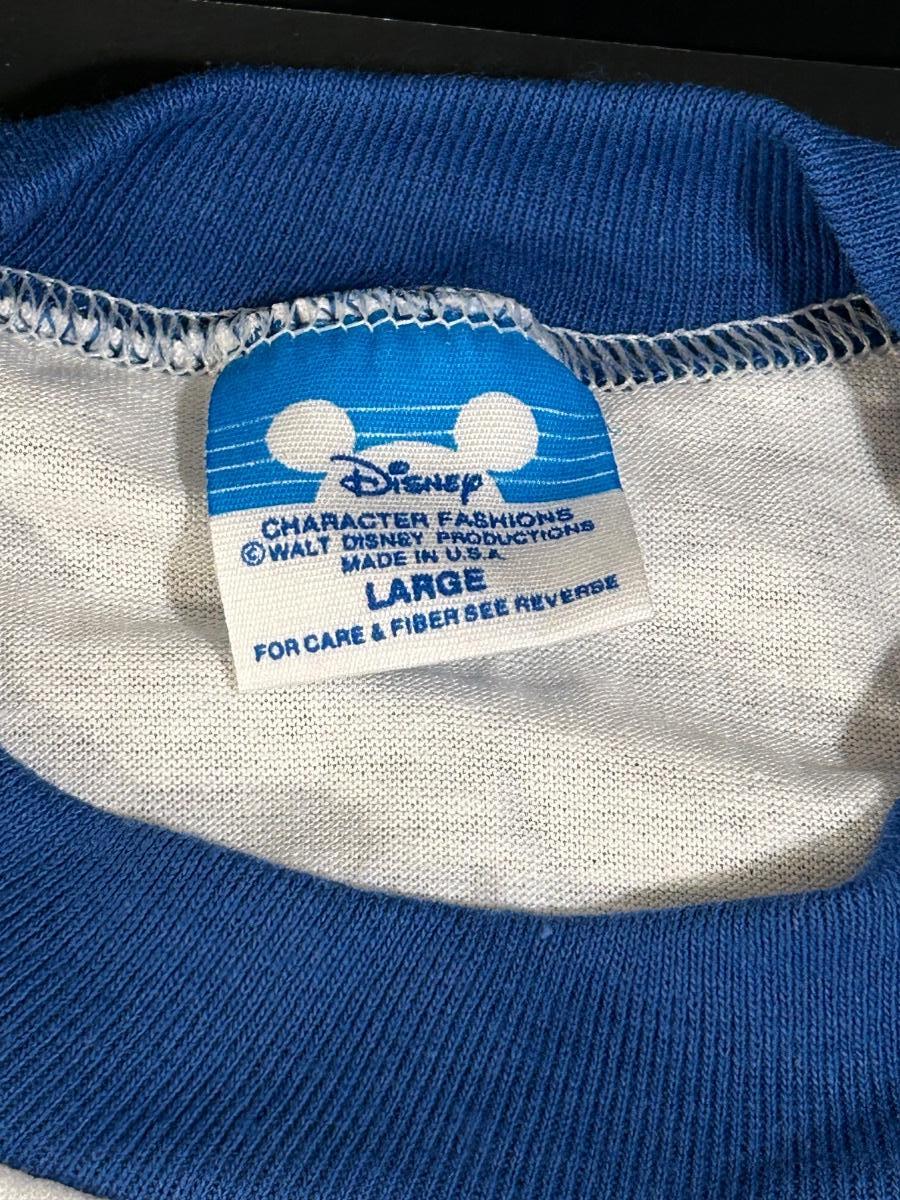 Disney
CHARACTER FASHIONS
©WALT DISNEY PRODUCTIONS
MADE IN U.S.A.
LARGE
FOR CARE & FIBER SEE REVERSE